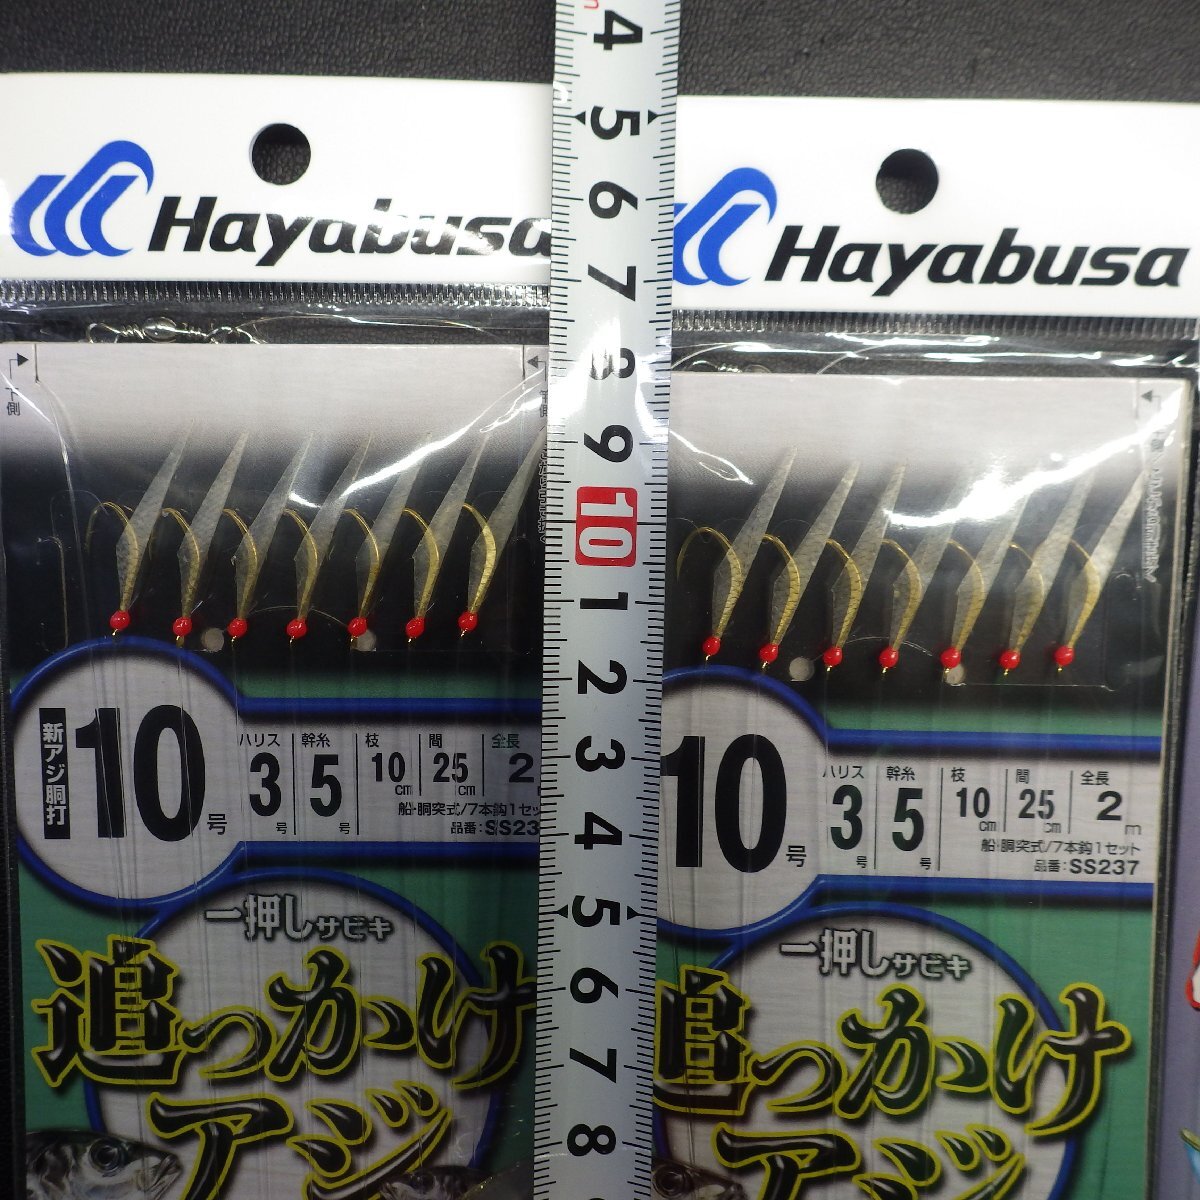 Hayabusa
下側
新アジ胴打
10号
ハリス 3号
幹糸 5号
枝 10cm
間 25cm
全長 2
船・胴突式/7本鈎1セッ
品番:SS23
一押しサビキ
追っかけ
アジ
4
5
6
7
8
9
10
1
2
3
4
5
6
7
8
Hayabusa
10号
ハリス 3号
幹糸 5号
枝 10cm
間 25cm
全長 2m
船・胴突式/7本鈎1セット
品番:SS237
一押しサビキ
追っかけ
アジ